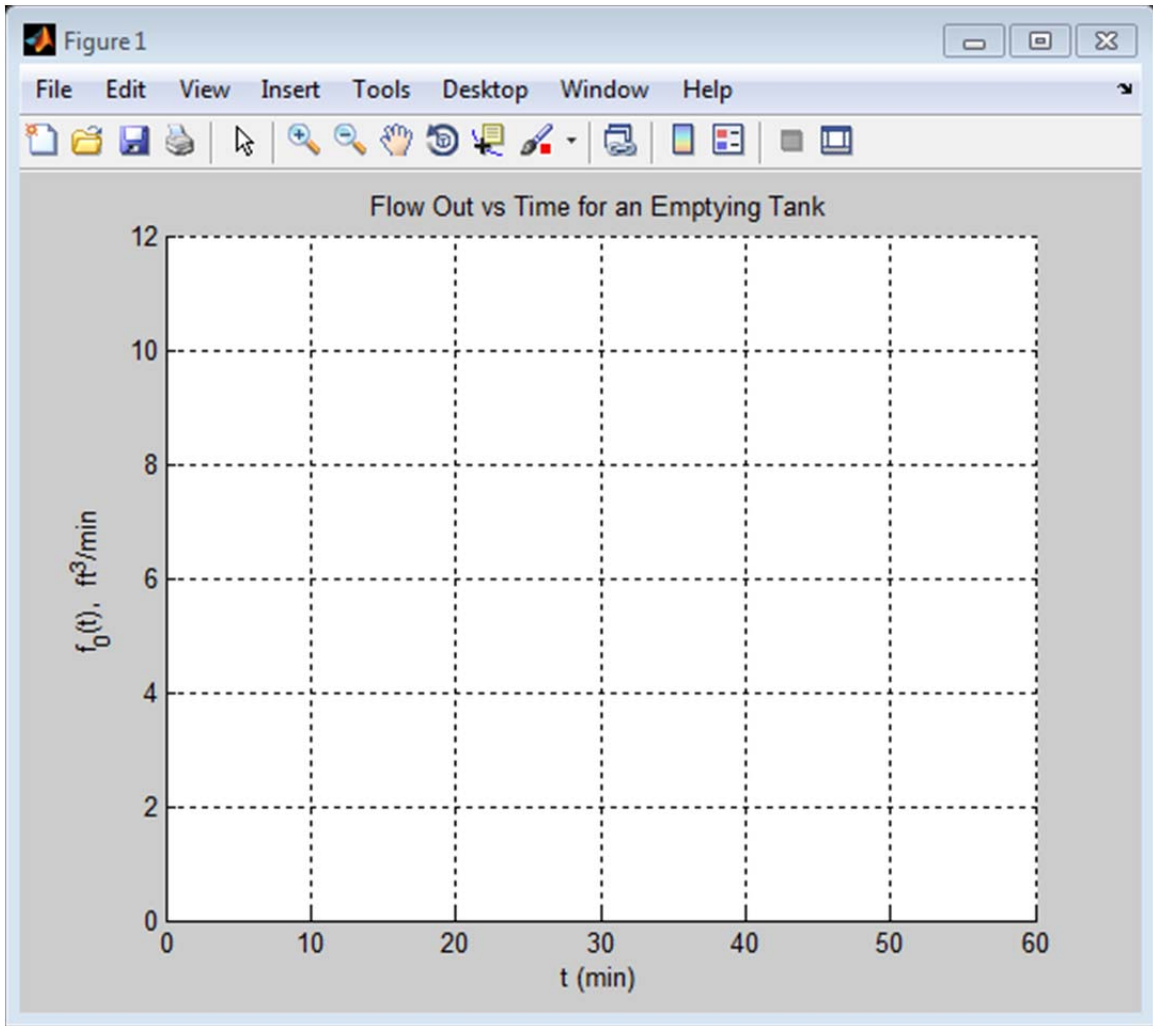 Figure 1
File Edit View Insert Tools Desktop Window Help
Flow Out vs Time for an Emptying Tank
12
10
8
6
4
2
0
f₀(t), ft³/min
0 10 20 30 40 50 60
t (min)